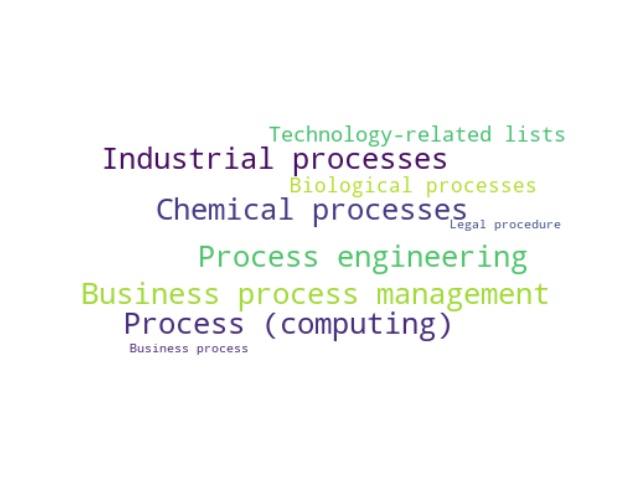 Technology-related lists
Industrial processes
Biological processes
Chemical processes
Legal procedure
Process engineering
Business process management
Process (computing)
Business process